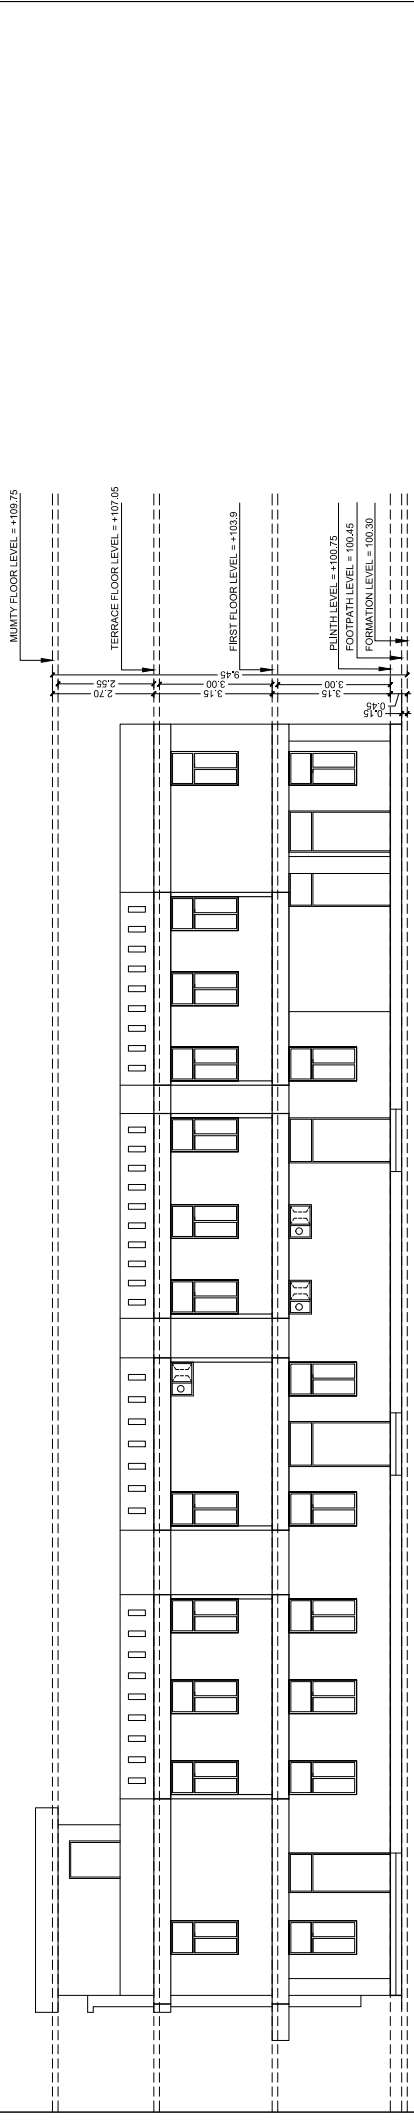 MUMTY FLOOR LEVEL = +109.75
TERRACE FLOOR LEVEL = +107.05
FIRST FLOOR LEVEL = +103.9
PLINTH LEVEL = +100.75
FOOTPATH LEVEL = 100.45
FORMATION LEVEL = 100.30
9.45
2.55
3.00
3.00
2.70
3.15
3.15
0.45
0.15